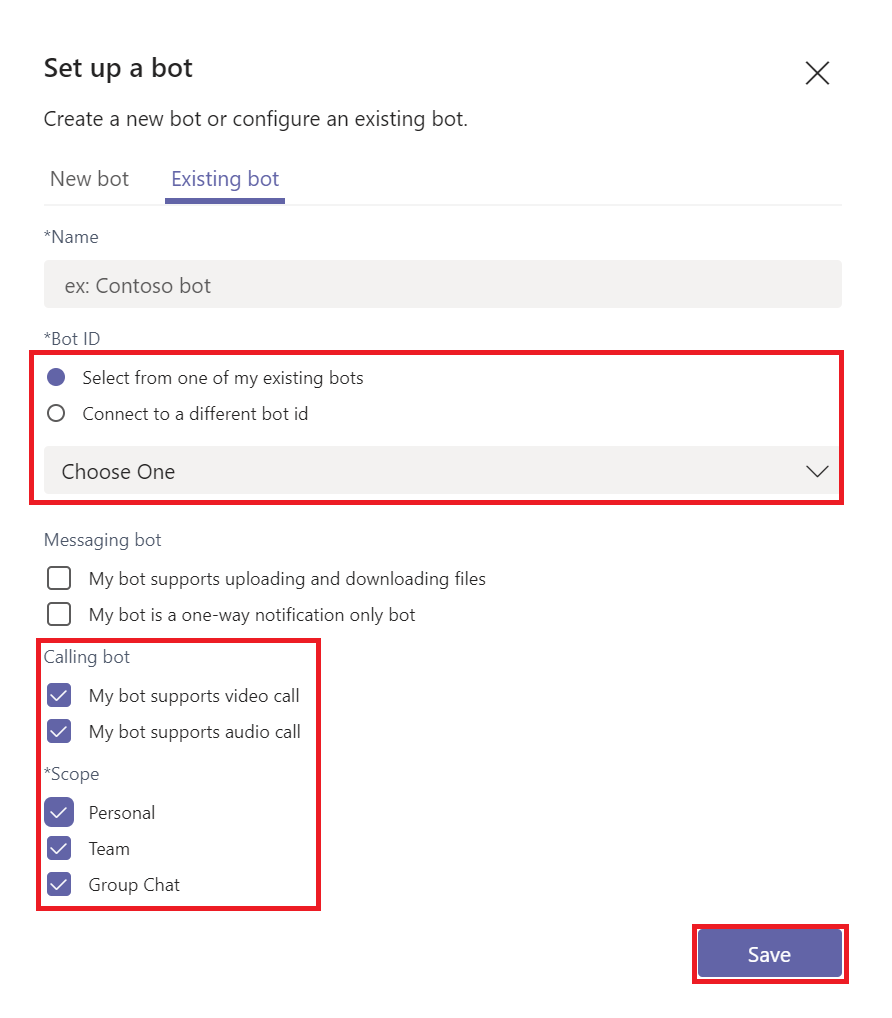 Set up a bot
Create a new bot or configure an existing bot.
New bot Existing bot
*Name
ex: Contoso bot
*Bot ID
Select from one of my existing bots
Connect to a different bot id
Choose One
Messaging bot
My bot supports uploading and downloading files
My bot is a one-way notification only bot
Calling bot
My bot supports video call
My bot supports audio call
*Scope
Personal
Team
Group Chat
Save